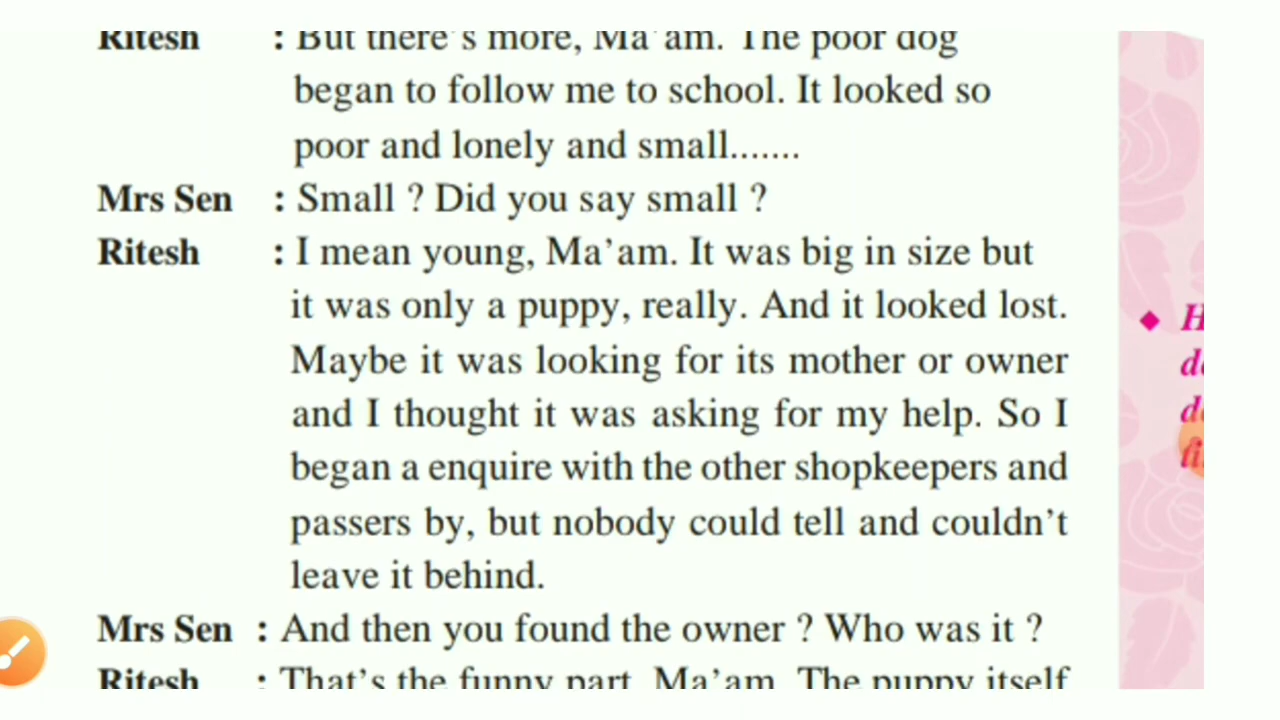 Ritesh : But there's more, Ma'am. The poor dog
began to follow me to school. It looked so
poor and lonely and small.......
Mrs Sen : Small ? Did you say small ?
Ritesh : I mean young, Ma'am. It was big in size but
it was only a puppy, really. And it looked lost.
Maybe it was looking for its mother or owner
and I thought it was asking for my help. So I
began a enquire with the other shopkeepers and
passers by, but nobody could tell and couldn't
leave it behind.
Mrs Sen : And then you found the owner ? Who was it ?
Ritesh : That's the funny part, Ma'am. The puppy itself